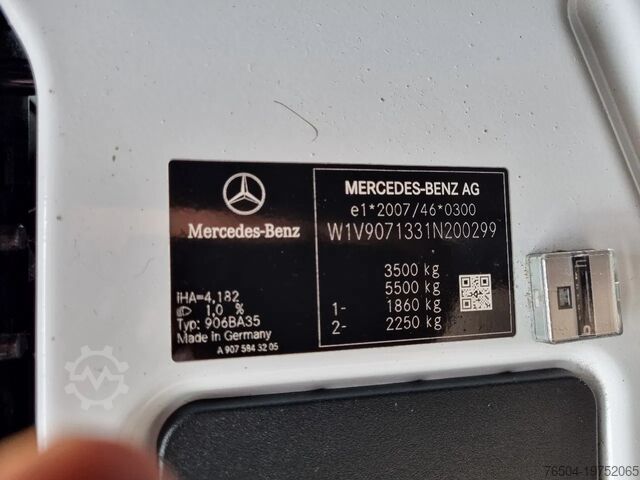 Mercedes-Benz
iHA=4,182
1,0 %
Typ: 906BA35
Made in Germany
A 907 584 32 05
MERCEDES-BENZ AG
e1*2007/46*0300
W1V9071331N200299
3500 kg
5500 kg
1- 1860 kg
2- 2250 kg
76504-19752065